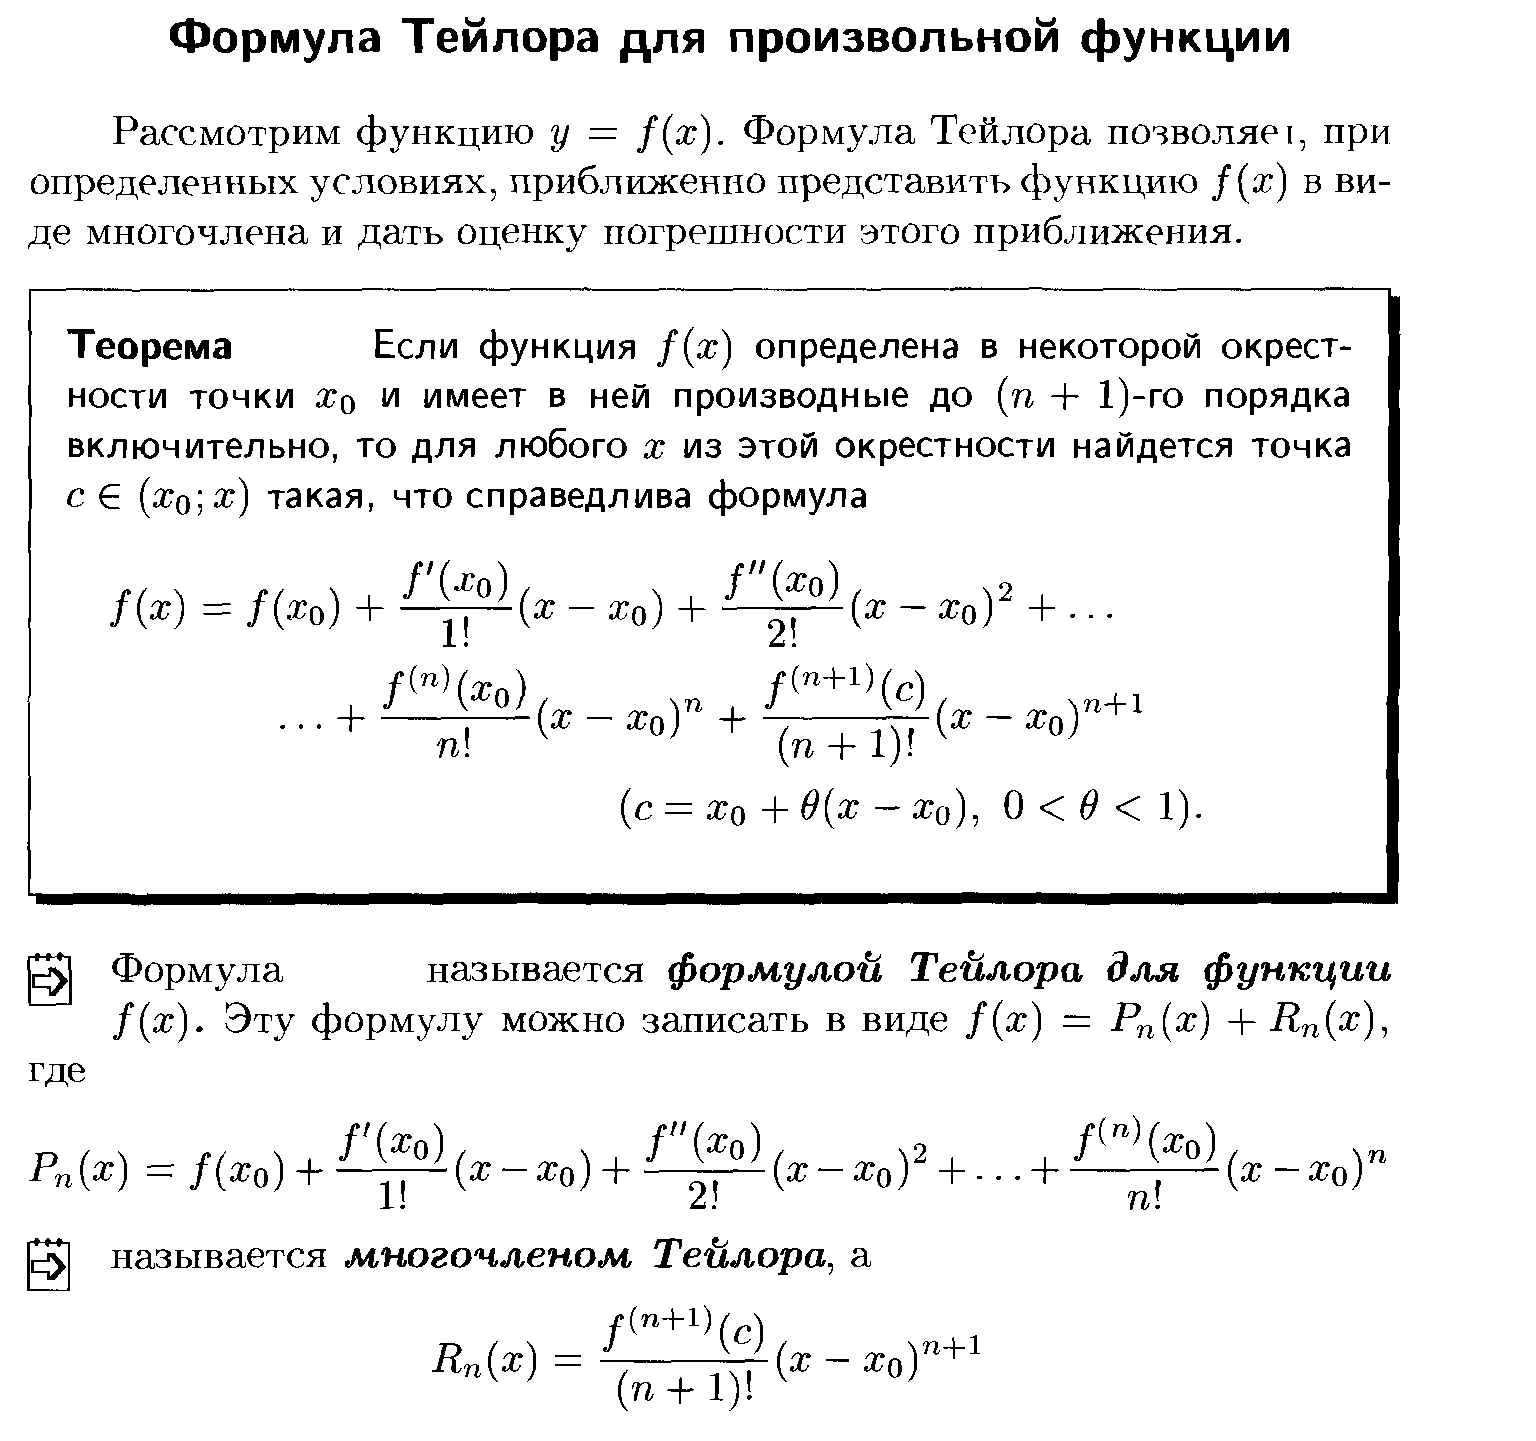 Формула Тейлора для произвольной функции
Рассмотрим функцию y = f(x). Формула Тейлора позволяет, при
определенных условиях, приближенно представить функцию f(x) в ви-
де многочлена и дать оценку погрешности этого приближения.
Теорема Если функция f(x) определена в некоторой окрест-
ности точки x₀ и имеет в ней производные до (n + 1)-го порядка
включительно, то для любого x из этой окрестности найдется точка
c ∈ (x₀; x) такая, что справедлива формула
f(x) = f(x₀) + f′(x₀)/1! (x − x₀) + f″(x₀)/2! (x − x₀)² + ...
... + f⁽ⁿ⁾(x₀)/n! (x − x₀)ⁿ + f⁽ⁿ⁺¹⁾(c)/(n + 1)! (x − x₀)ⁿ⁺¹
(c = x₀ + θ(x − x₀), 0 < θ < 1).
Формула называется формулой Тейлора для функции
f(x). Эту формулу можно записать в виде f(x) = Pₙ(x) + Rₙ(x),
где
Pₙ(x) = f(x₀) + f′(x₀)/1! (x − x₀) + f″(x₀)/2! (x − x₀)² + ... + f⁽ⁿ⁾(x₀)/n! (x − x₀)ⁿ
называется многочленом Тейлора, а
Rₙ(x) = f⁽ⁿ⁺¹⁾(c)/(n + 1)! (x − x₀)ⁿ⁺¹